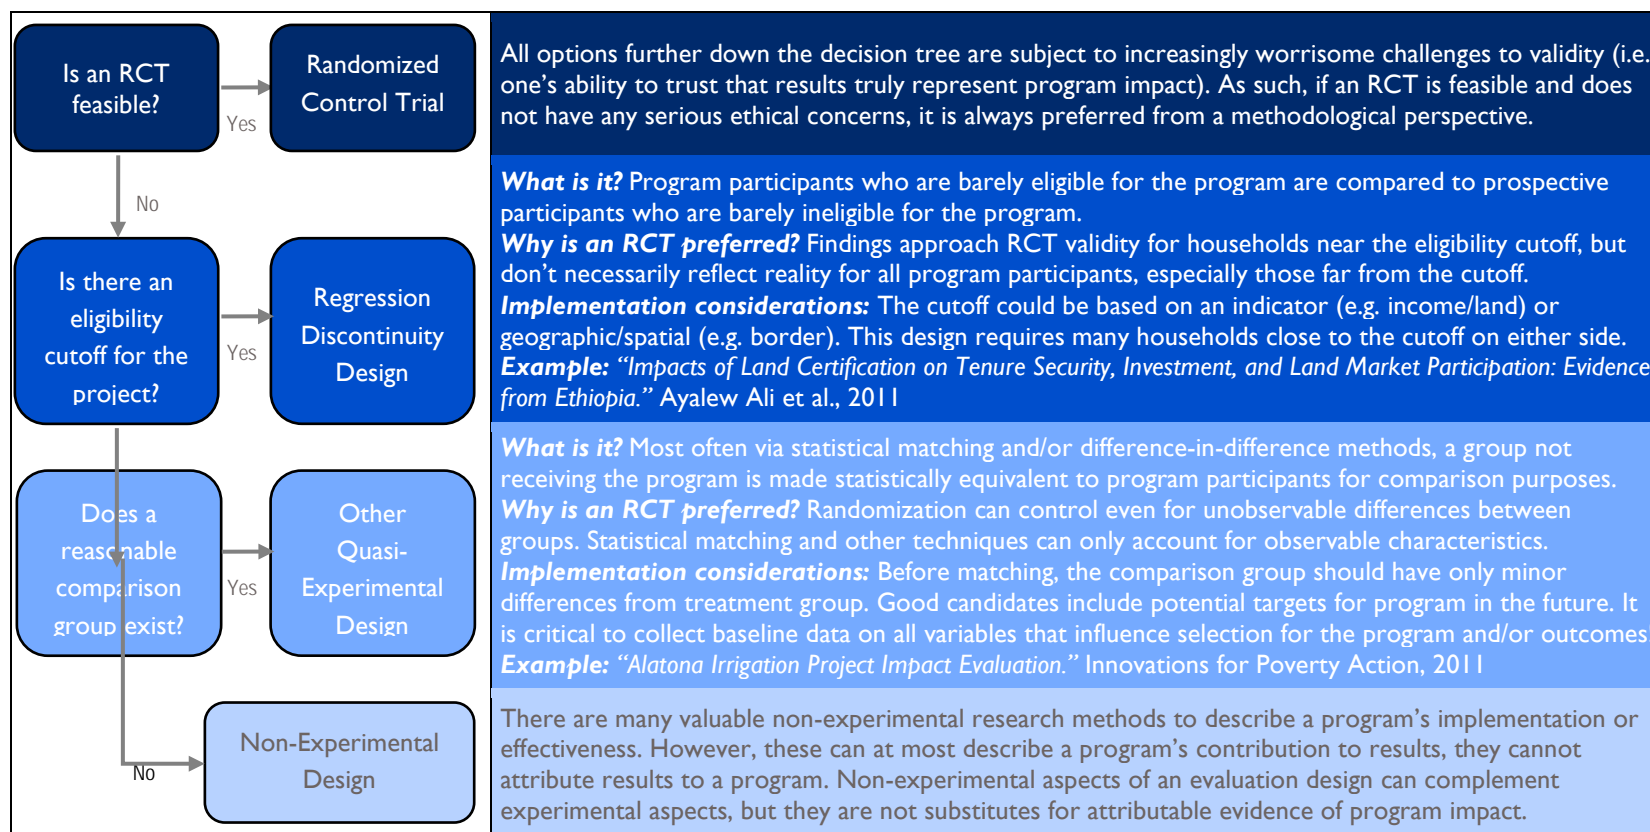 Is an RCT
feasible?
Yes
Randomized
Control Trial
All options further down the decision tree are subject to increasingly worrisome challenges to validity (i.e.
one’s ability to trust that results truly represent program impact). As such, if an RCT is feasible and does
not have any serious ethical concerns, it is always preferred from a methodological perspective.
No
Is there an
eligibility
cutoff for the
project?
Yes
Regression
Discontinuity
Design
What is it? Program participants who are barely eligible for the program are compared to prospective
participants who are barely ineligible for the program.
Why is an RCT preferred? Findings approach RCT validity for households near the eligibility cutoff, but
don’t necessarily reflect reality for all program participants, especially those far from the cutoff.
Implementation considerations: The cutoff could be based on an indicator (e.g. income/land) or
geographic/spatial (e.g. border). This design requires many households close to the cutoff on either side.
Example: “Impacts of Land Certification on Tenure Security, Investment, and Land Market Participation: Evidence
from Ethiopia.” Ayalew Ali et al., 2011
Does a
reasonable
comparison
group exist?
Yes
Other
Quasi-
Experimental
Design
What is it? Most often via statistical matching and/or difference-in-difference methods, a group not
receiving the program is made statistically equivalent to program participants for comparison purposes.
Why is an RCT preferred? Randomization can control even for unobservable differences between
groups. Statistical matching and other techniques can only account for observable characteristics.
Implementation considerations: Before matching, the comparison group should have only minor
differences from treatment group. Good candidates include potential targets for program in the future. It
is critical to collect baseline data on all variables that influence selection for the program and/or outcomes
Example: “Alatona Irrigation Project Impact Evaluation.” Innovations for Poverty Action, 2011
No
Non-Experimental
Design
There are many valuable non-experimental research methods to describe a program’s implementation or
effectiveness. However, these can at most describe a program’s contribution to results, they cannot
attribute results to a program. Non-experimental aspects of an evaluation design can complement
experimental aspects, but they are not substitutes for attributable evidence of program impact.